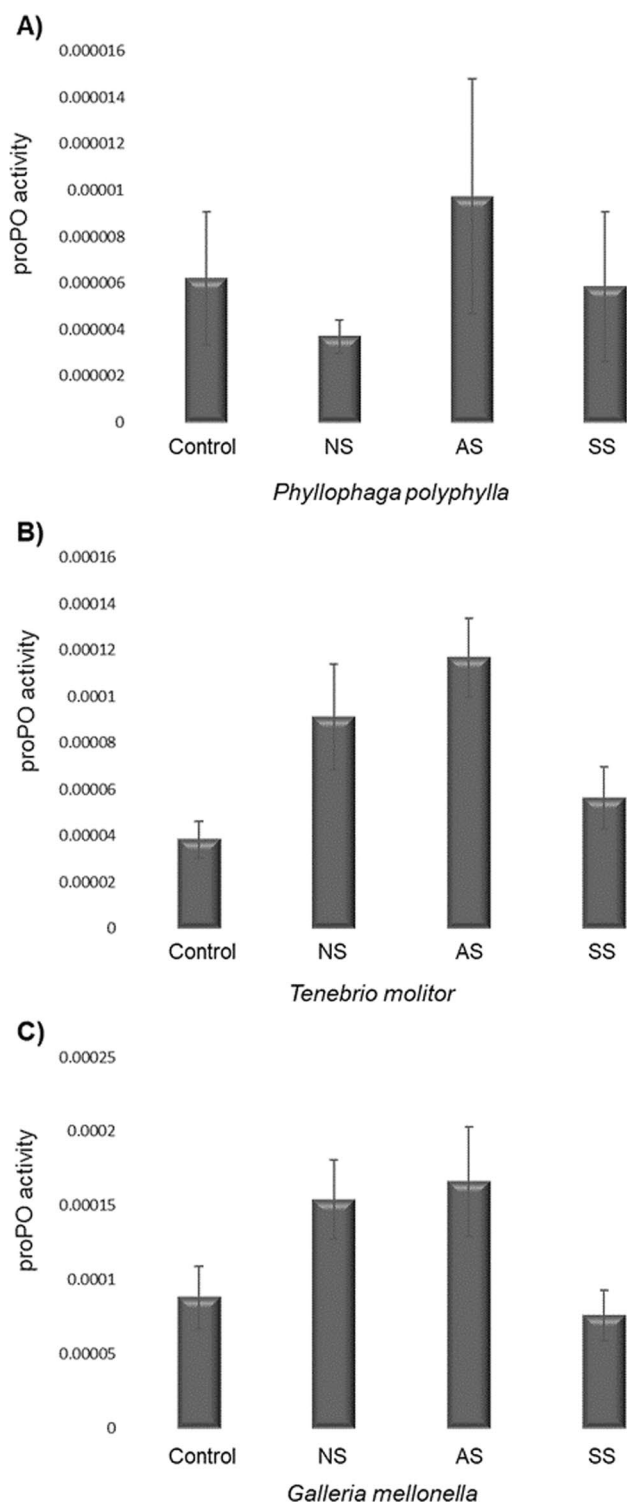 A)
proPO activity
0.000016
0.000014
0.000012
0.00001
0.000008
0.000006
0.000004
0.000002
0
Control NS AS SS
Phyllophaga polyphylla
B)
proPO activity
0.00016
0.00014
0.00012
0.0001
0.00008
0.00006
0.00004
0.00002
0
Control NS AS SS
Tenebrio molitor
C)
proPO activity
0.00025
0.0002
0.00015
0.0001
0.00005
0
Control NS AS SS
Galleria mellonella